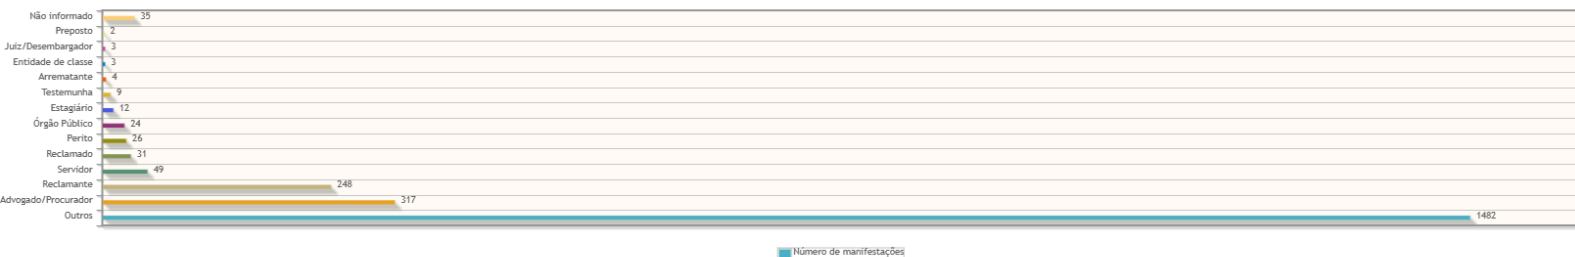 Não informado 35
Preposto 2
Juiz/Desembargador 3
Entidade de classe 3
Arrematante 4
Testemunha 9
Estagiário 12
Órgão Público 24
Perito 26
Reclamado 31
Servidor 49
Reclamante 248
Advogado/Procurador 317
Outros 1482
Número de manifestações